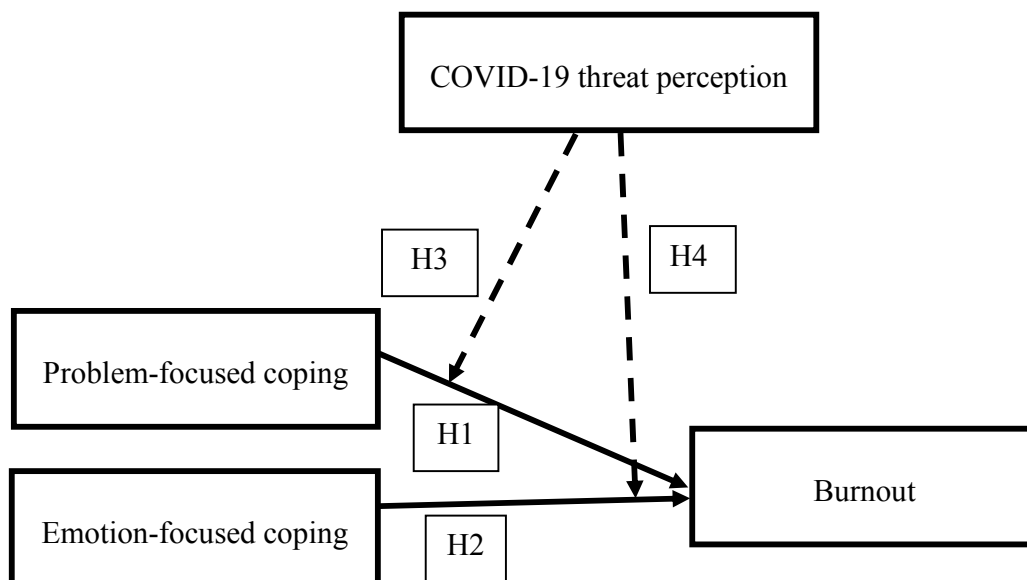 COVID-19 threat perception
H3
H4
Problem-focused coping
H1
Burnout
Emotion-focused coping
H2